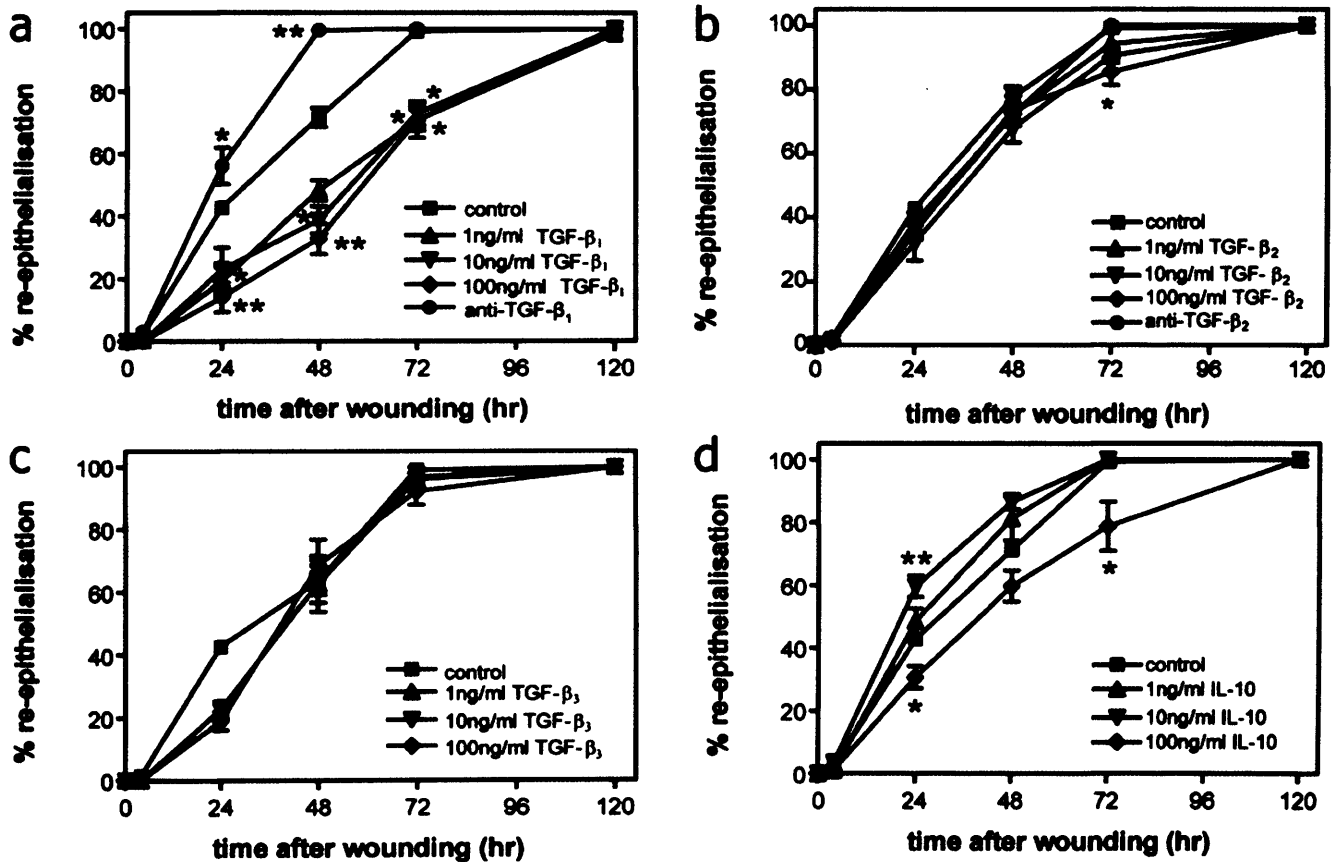 a
% re-epithelialisation
100
80
60
40
20
0
**
*
*
*
*
*
**
*
**
control
1ng/ml TGF-β₁
10ng/ml TGF-β₁
100ng/ml TGF-β₁
anti-TGF-β₁
0 24 48 72 96 120
time after wounding (hr)
b
% re-epithelialisation
100
80
60
40
20
0
*
control
1ng/ml TGF-β₂
10ng/ml TGF-β₂
100ng/ml TGF-β₂
anti-TGF-β₂
0 24 48 72 96 120
time after wounding (hr)
c
% re-epithelialisation
100
80
60
40
20
0
control
1ng/ml TGF-β₃
10ng/ml TGF-β₃
100ng/ml TGF-β₃
0 24 48 72 96 120
time after wounding (hr)
d
% re-epithelialisation
100
80
60
40
20
0
**
*
*
control
1ng/ml IL-10
10ng/ml IL-10
100ng/ml IL-10
0 24 48 72 96 120
time after wounding (hr)